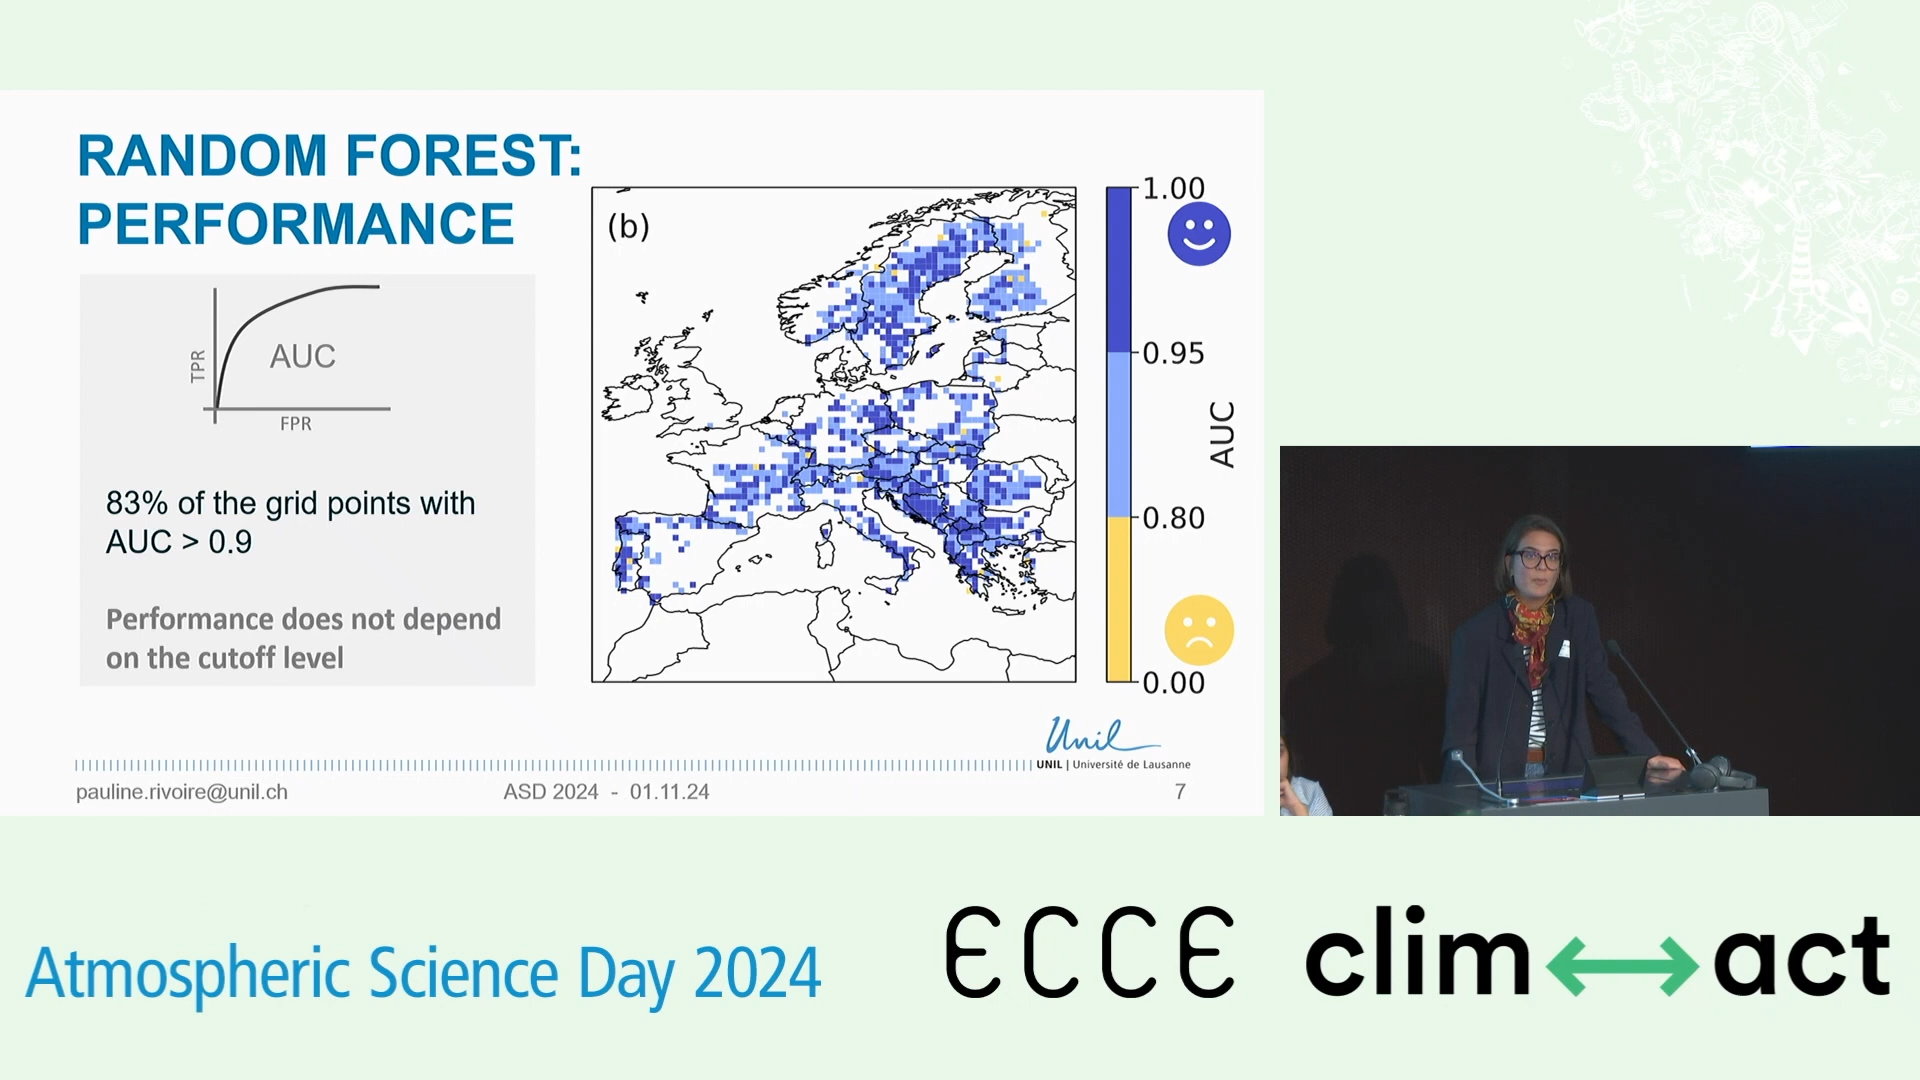 RANDOM FOREST:
PERFORMANCE
TPR
AUC
FPR
83% of the grid points with
AUC > 0.9
Performance does not depend
on the cutoff level
(b)
1.00
0.95
0.80
0.00
AUC
Unil
UNIL | Université de Lausanne
pauline.rivoire@unil.ch
ASD 2024 - 01.11.24
7
Atmospheric Science Day 2024
ECCE
clim act